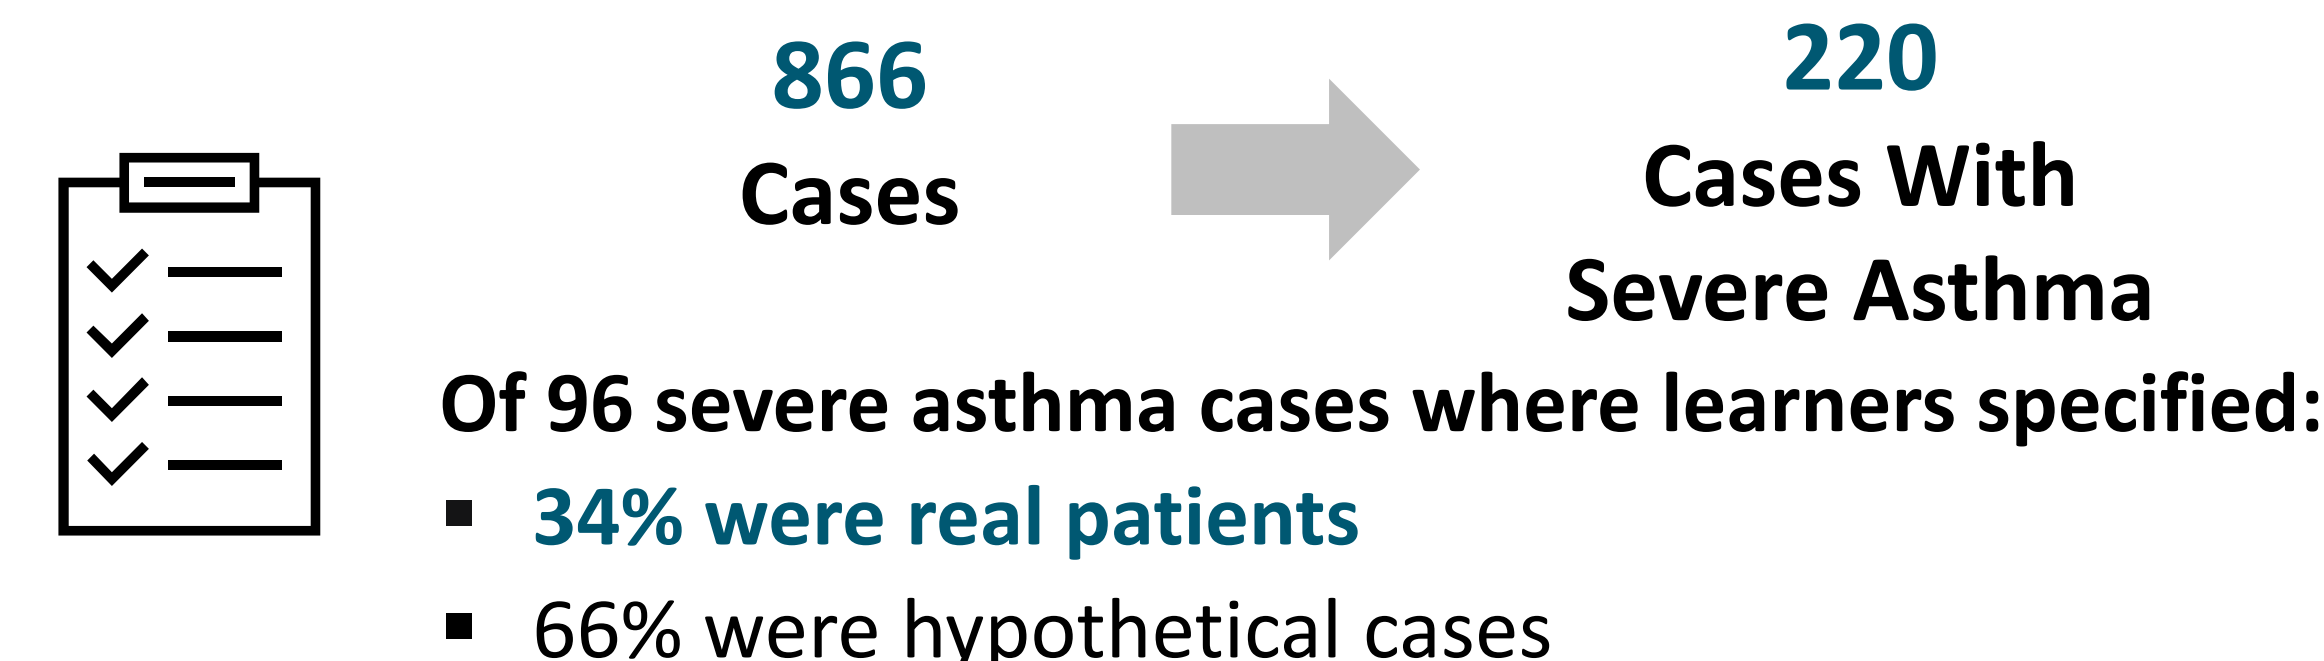 866
Cases
220
Cases With
Severe Asthma
Of 96 severe asthma cases where learners specified:
▪ 34% were real patients
▪ 66% were hypothetical cases